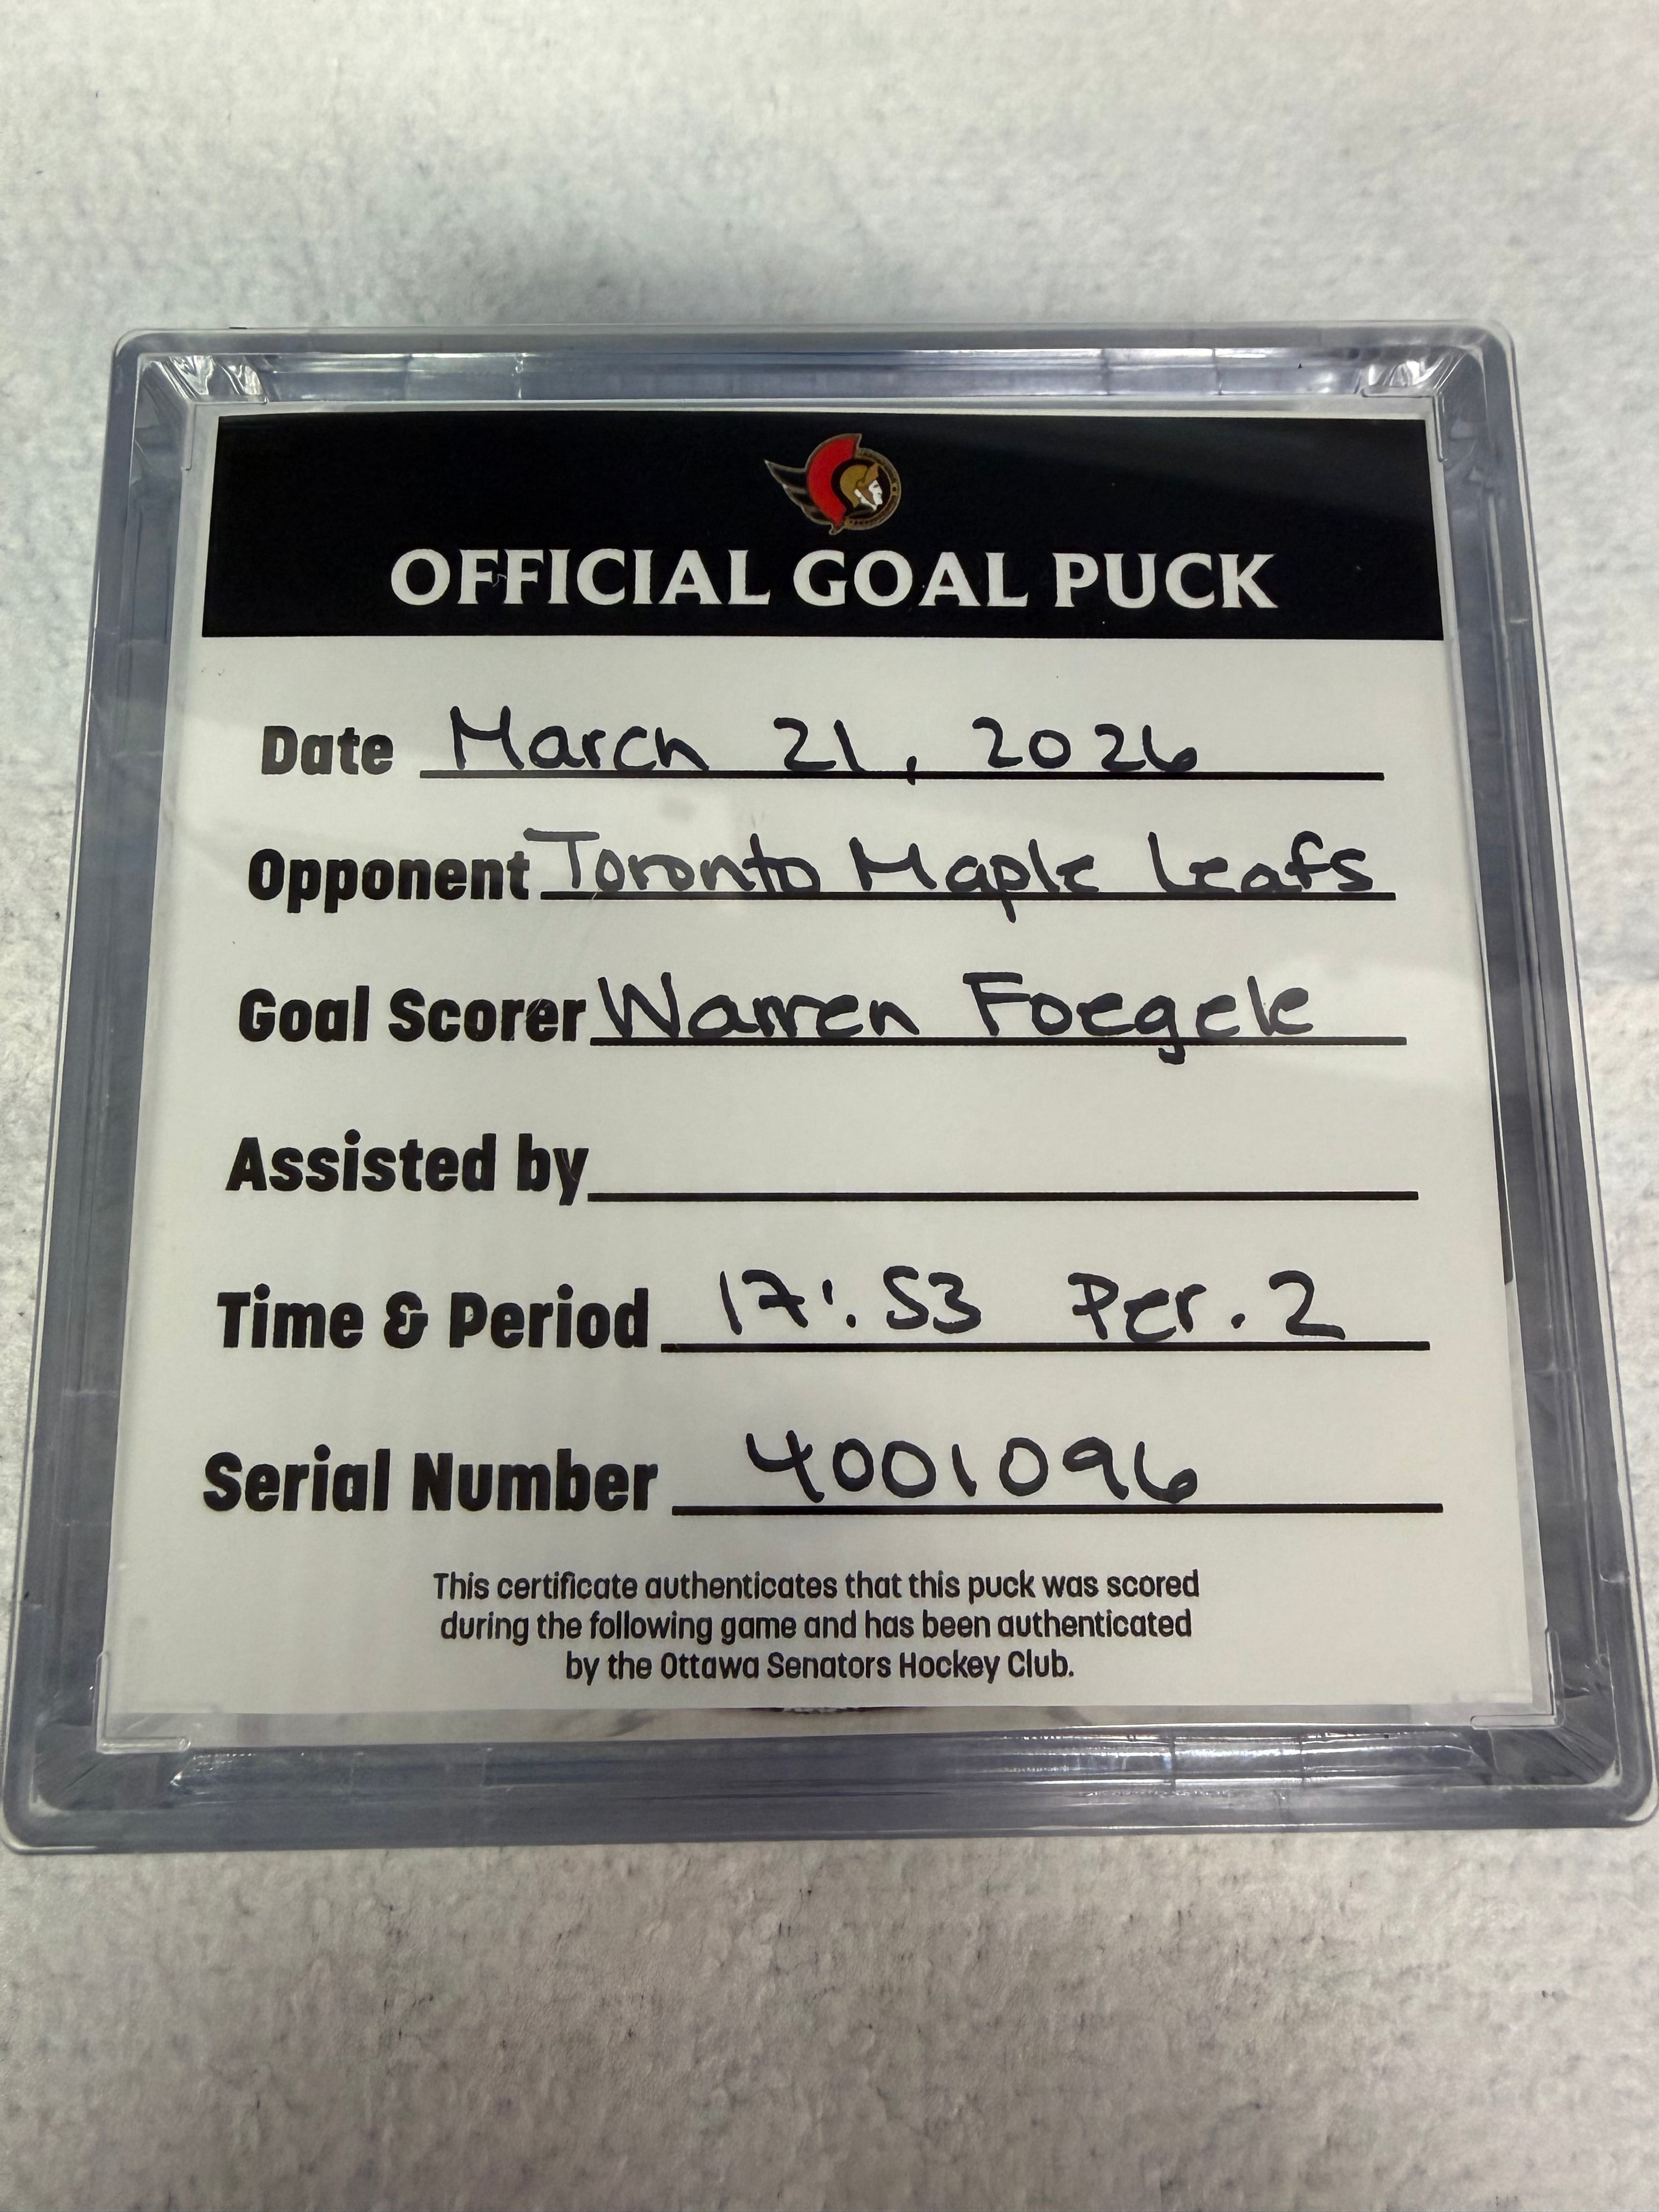 OFFICIAL GOAL PUCK
Date March 21, 2026
Opponent Toronto Maple Leafs
Goal Scorer Warren Foegele
Assisted by
Time & Period 17:53 Per. 2
Serial Number 4001096
This certificate authenticates that this puck was scored
during the following game and has been authenticated
by the Ottawa Senators Hockey Club.